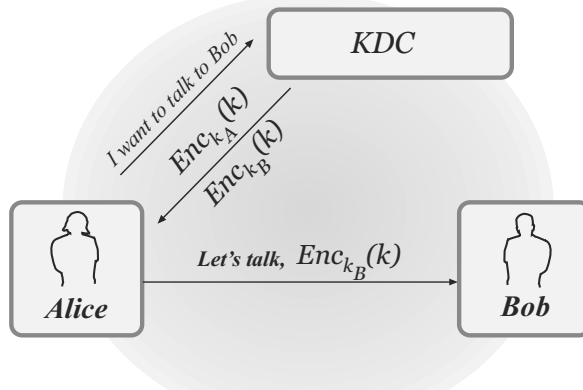 KDC
I want to talk to Bob
Enc_{k_A}(k)
Enc_{k_B}(k)
Let's talk, Enc_{k_B}(k)
Alice
Bob